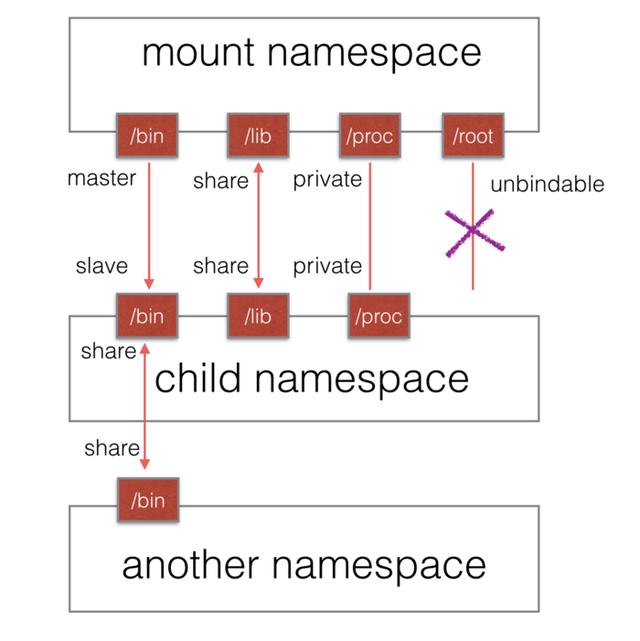 mount namespace
/bin /lib /proc /root
master share private unbindable
slave share private
/bin /lib /proc
share
child namespace
share
/bin
another namespace